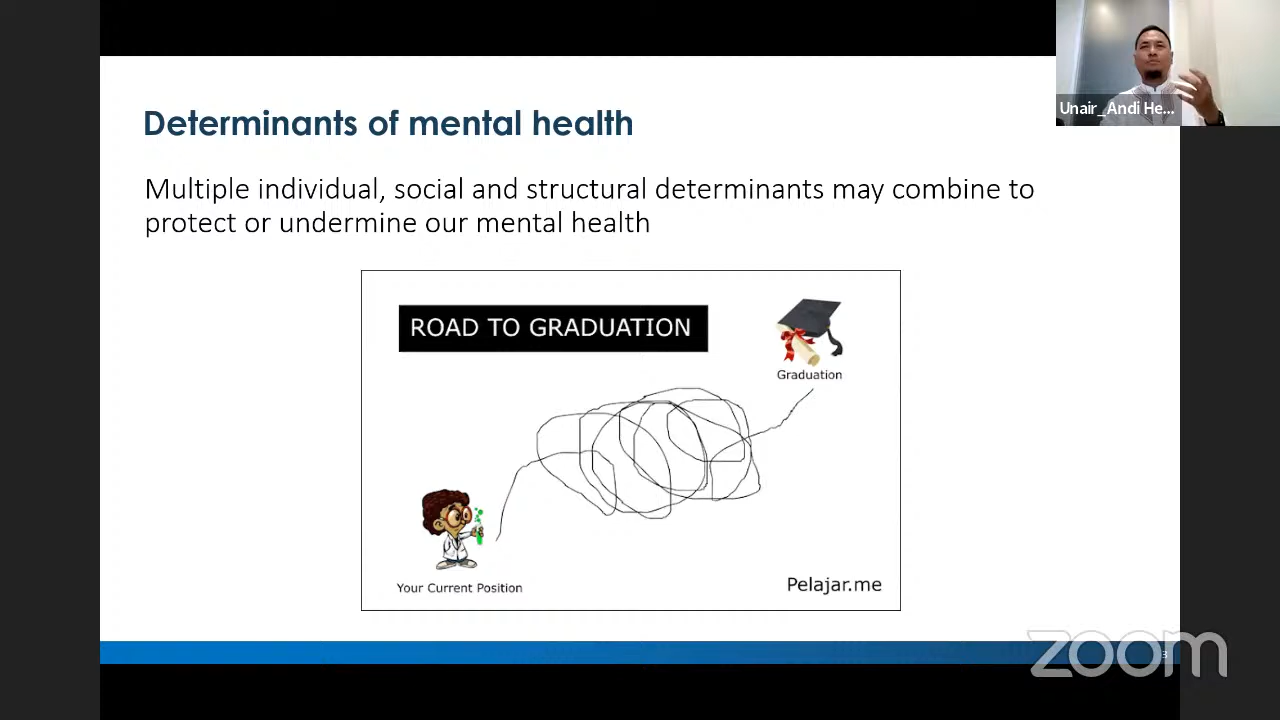 Determinants of mental health
Unair_Andi He...
Multiple individual, social and structural determinants may combine to
protect or undermine our mental health
ROAD TO GRADUATION
Graduation
Your Current Position
Pelajar.me
zoom
3